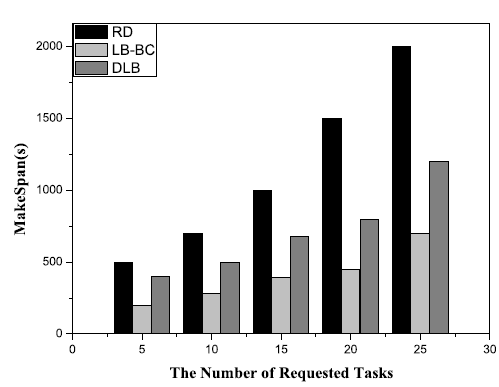 RD
LB-BC
DLB
2000
1500
1000
500
0
0 5 10 15 20 25 30
MakeSpan(s)
The Number of Requested Tasks